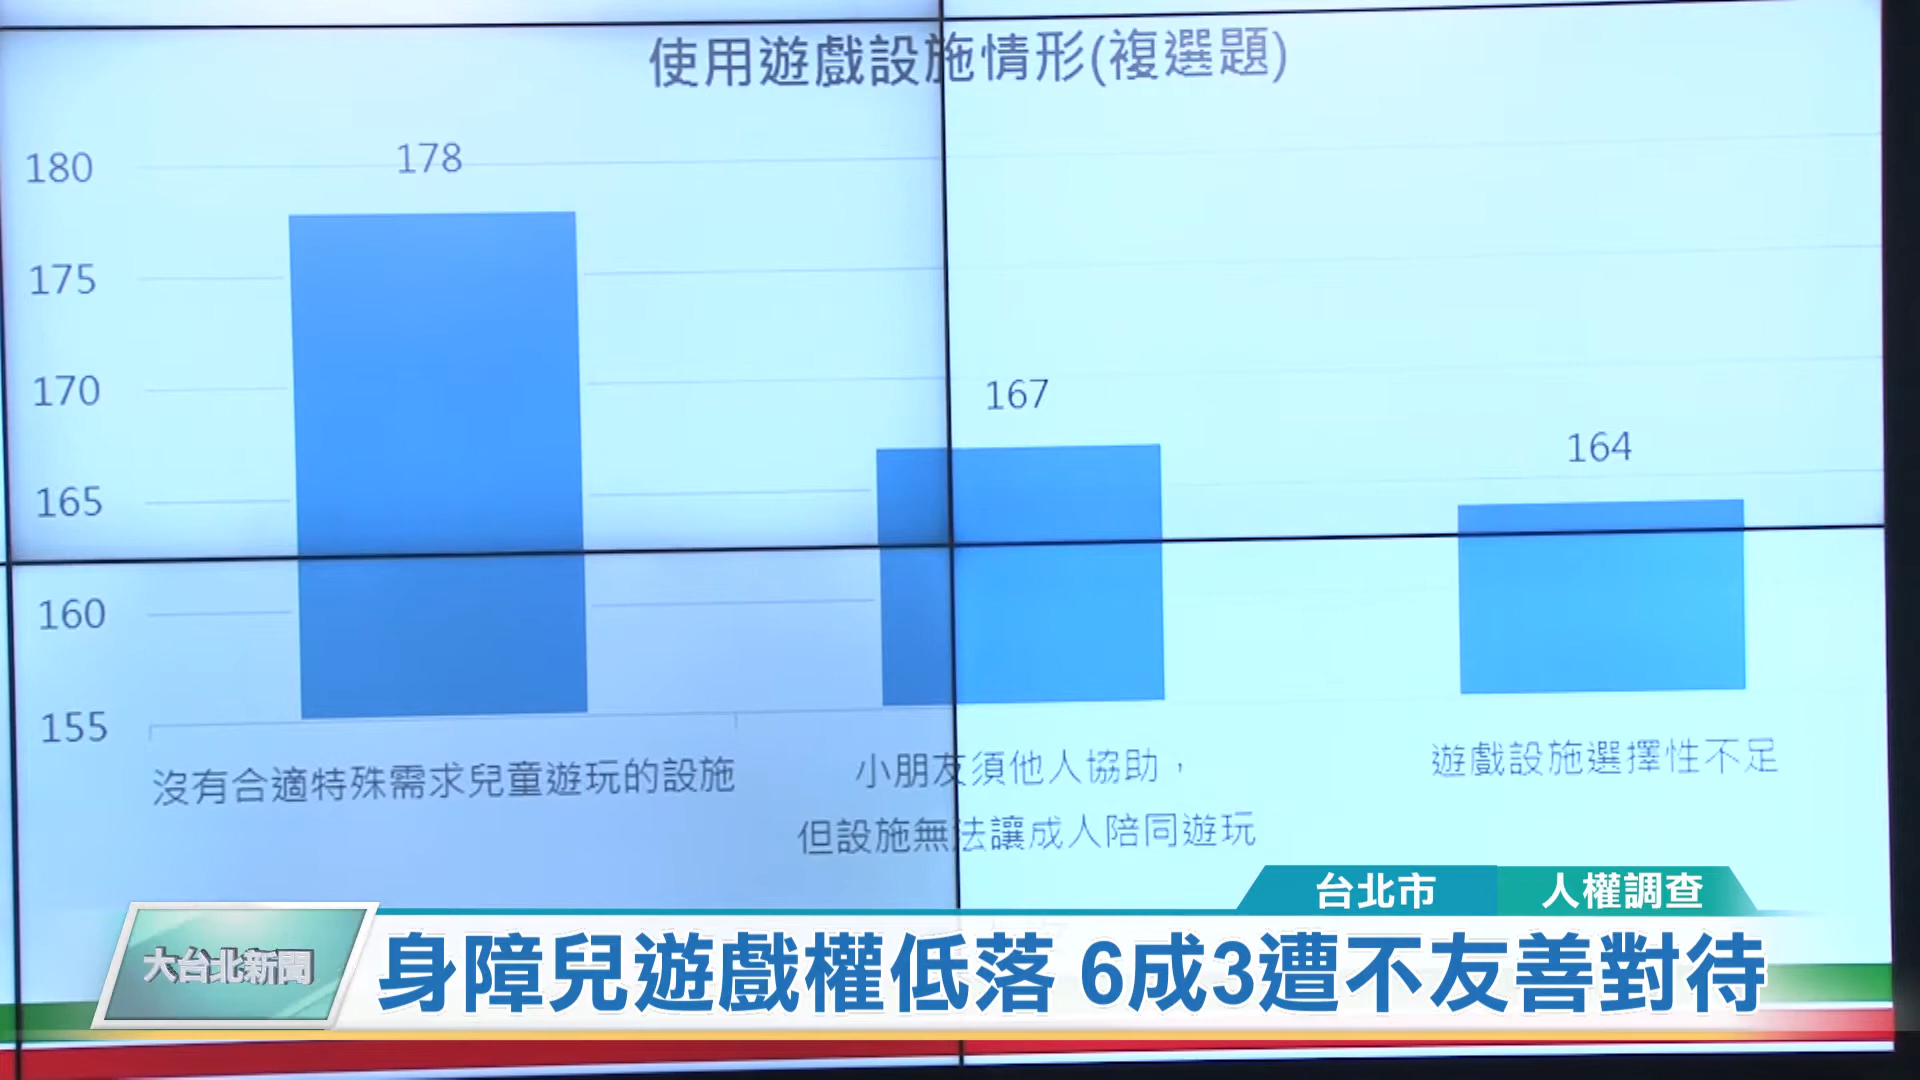 使用遊戲設施情形(複選題)
180
175
170
165
160
155
178
167
164
沒有合適特殊需求兒童遊玩的設施
小朋友須他人協助，
但設施無法讓成人陪同遊玩
遊戲設施選擇性不足
台北市
人權調查
大台北新聞
身障兒遊戲權低落 6成3遭不友善對待